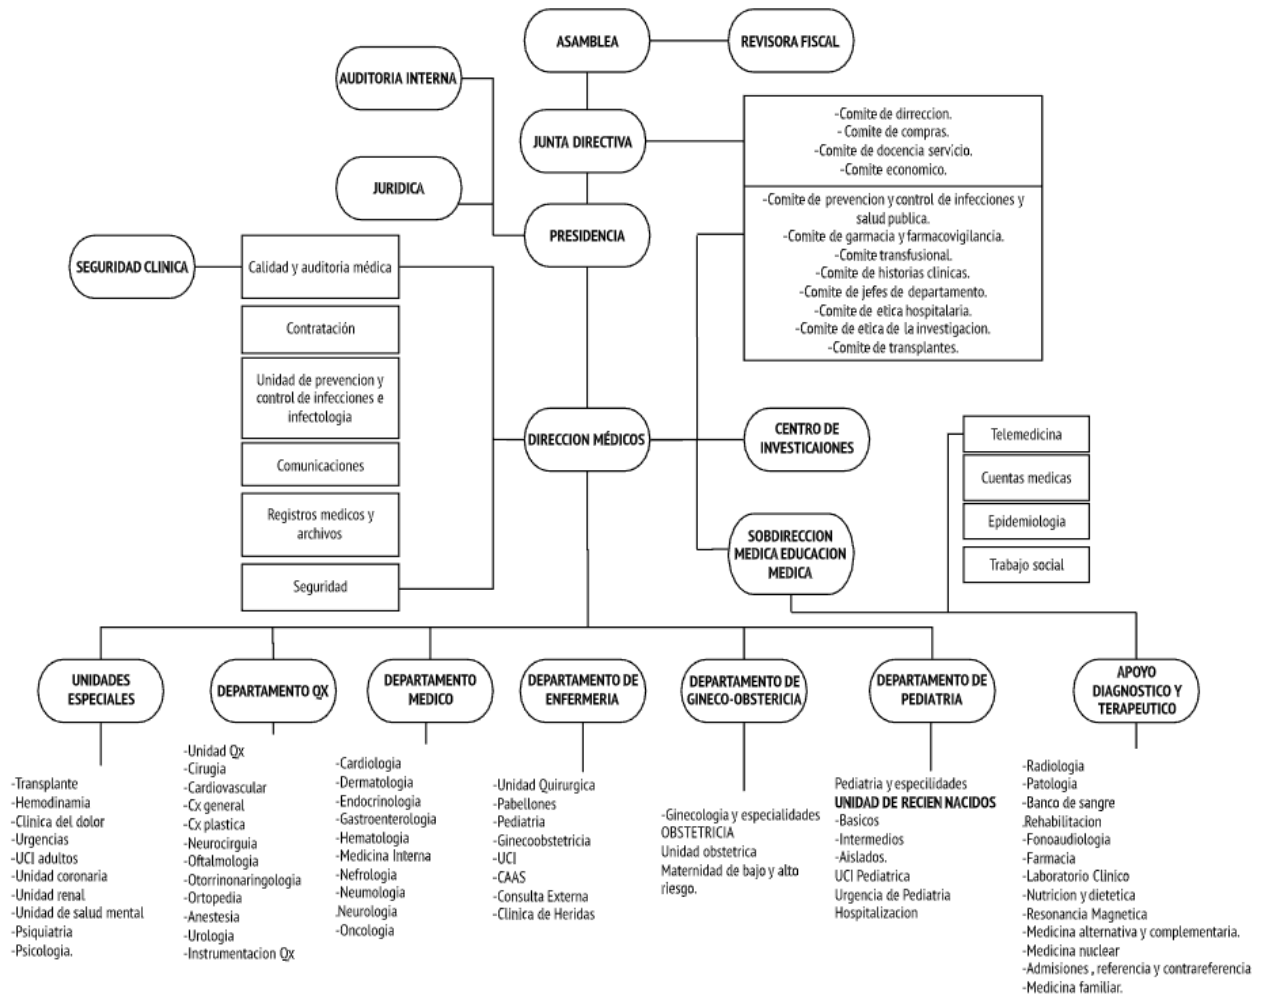 ASAMBLEA
REVISORA FISCAL
AUDITORIA INTERNA
JUNTA DIRECTIVA
-Comite de dirreccion.
- Comite de compras.
-Comite de docencia servicio.
-Comite economico.
JURIDICA
PRESIDENCIA
-Comite de prevencion y control de infecciones y
salud publica.
-Comite de garmacia y farmacovigilancia.
-Comite transfusional.
-Comite de historias clinicas.
-Comite de jefes de departamento.
-Comite de etica hospitalaria.
-Comite de etica de la investigacion.
-Comite de transplantes.
SEGURIDAD CLINICA
Calidad y auditoria médica
Contratación
Unidad de prevencion y
control de infecciones e
infectologia
Comunicaciones
Registros medicos y
archivos
Seguridad
DIRECCION MÉDICOS
CENTRO DE
INVESTICAIONES
SOBDIRECCION
MEDICA EDUCACION
MEDICA
Telemedicina
Cuentas medicas
Epidemiologia
Trabajo social
UNIDADES
ESPECIALES
-Transplante
-Hemodinamia
-Clinica del dolor
-Urgencias
-UCI adultos
-Unidad coronaria
-Unidad renal
-Unidad de salud mental
-Psiquiatria
-Psicologia.
DEPARTAMENTO QX
-Unidad Qx
-Cirugia
-Cardiovascular
-Cx general
-Cx plastica
-Neurocirguia
-Oftalmologia
-Otorrinonaringologia
-Ortopedia
-Anestesia
-Urologia
-Instrumentacion Qx
DEPARTAMENTO
MEDICO
-Cardiologia
-Dermatologia
-Endocrinologia
-Gastroenterologia
-Hematologia
-Medicina Interna
-Nefrologia
-Neumologia
.Neurologia
-Oncologia
DEPARTAMENTO DE
ENFERMERIA
-Unidad Quirurgica
-Pabellones
-Pediatria
-Ginecoobstetricia
-UCI
-CAAS
-Consulta Externa
-Clinica de Heridas
DEPARTAMENTO DE
GINECO-OBSTERICIA
-Ginecologia y especialidades
OBSTETRICIA
Unidad obstetrica
Maternidad de bajo y alto
riesgo.
DEPARTAMENTO DE
PEDIATRIA
Pediatria y especilidades
UNIDAD DE RECIEN NACIDOS
-Basicos
-Intermedios
-Aislados.
UCI Pediatrica
Urgencia de Pediatria
Hospitalizacion
APOYO
DIAGNOSTICO Y
TERAPEUTICO
-Radiologia
-Patologia
-Banco de sangre
.Rehabilitacion
-Fonoaudiologia
-Farmacia
-Laboratorio Clinico
-Nutricion y dietetica
-Resonancia Magnetica
-Medicina alternativa y complementaria.
-Medicina nuclear
-Admisiones , referencia y contrareferencia
-Medicina familiar.